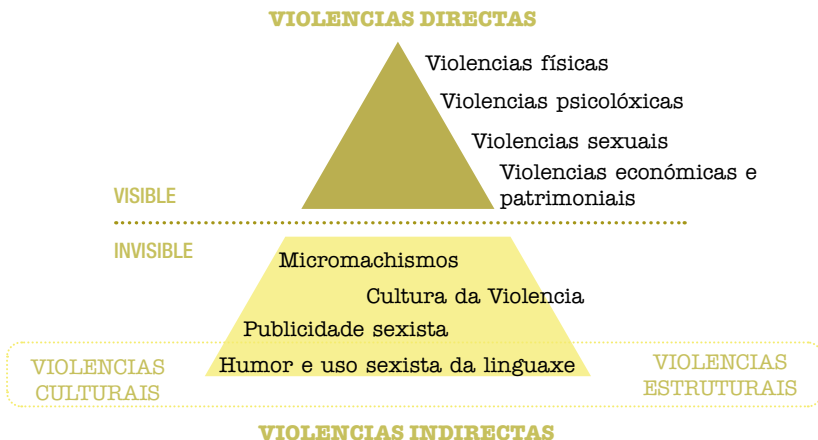 VIOLENCIAS DIRECTAS
Violencias físicas
Violencias psicolóxicas
Violencias sexuais
Violencias económicas e
patrimoniais
VISIBLE
INVISIBLE
Micromachismos
Cultura da Violencia
Publicidade sexista
Humor e uso sexista da linguaxe
VIOLENCIAS
CULTURAIS
VIOLENCIAS
ESTRUTURAIS
VIOLENCIAS INDIRECTAS